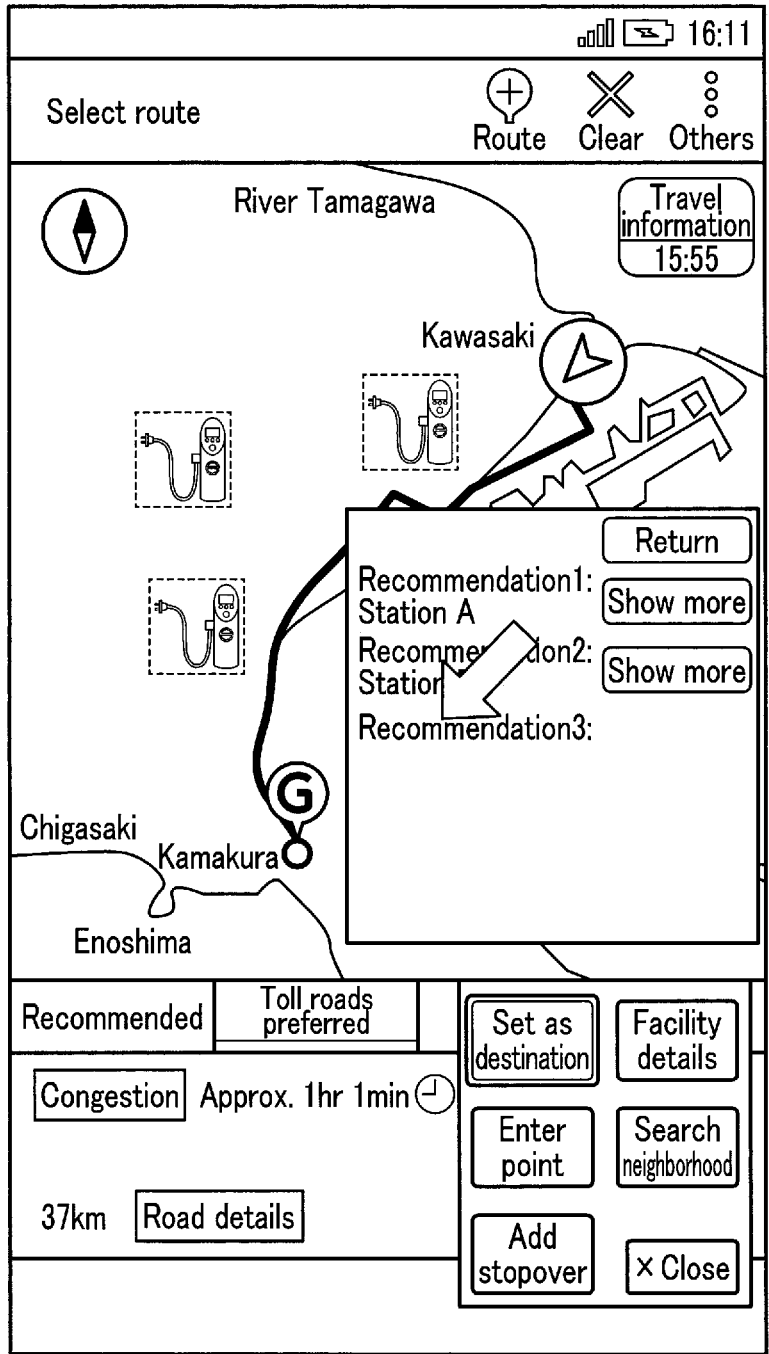 16:11
Select route
Route
Clear
Others
River Tamagawa
Travel
information
15:55
Kawasaki
Return
Recommendation1:
Station A
Show more
Recomme don2:
Station
Show more
Recommendation3:
G
Chigasaki
Kamakura
Enoshima
Recommended
Toll roads
preferred
Congestion
Approx. 1hr 1min
37km
Road details
Set as
destination
Facility
details
Enter
point
Search
neighborhood
Add
stopover
× Close